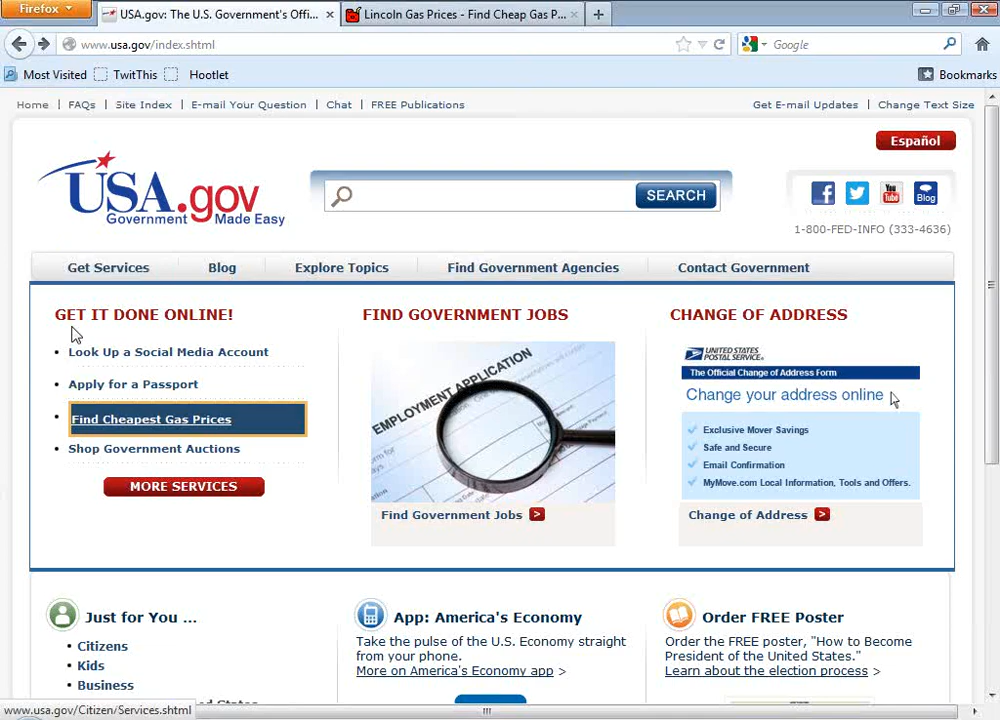 Firefox
USA.gov: The U.S. Government's Offi...
Lincoln Gas Prices - Find Cheap Gas P...
www.usa.gov/index.shtml
Google
Most Visited
TwitThis
Hootlet
Bookmarks
Home | FAQs | Site Index | E-mail Your Question | Chat | FREE Publications
Get E-mail Updates | Change Text Size
Español
USA.gov
Government Made Easy
SEARCH
You Tube
Blog
1-800-FED-INFO (333-4636)
Get Services
Blog
Explore Topics
Find Government Agencies
Contact Government
GET IT DONE ONLINE!
• Look Up a Social Media Account
• Apply for a Passport
• Find Cheapest Gas Prices
• Shop Government Auctions
MORE SERVICES
FIND GOVERNMENT JOBS
EMPLOYMENT APPLICATION
Find Government Jobs >
CHANGE OF ADDRESS
UNITED STATES
POSTAL SERVICE®
The Official Change of Address Form
Change your address online
Exclusive Mover Savings
Safe and Secure
Email Confirmation
MyMove.com Local Information, Tools and Offers.
Change of Address >
Just for You ...
• Citizens
• Kids
• Business
App: America's Economy
Take the pulse of the U.S. Economy straight
from your phone.
More on America's Economy app >
Order FREE Poster
Order the FREE poster, "How to Become
President of the United States."
Learn about the election process >
www.usa.gov/Citizen/Services.shtml